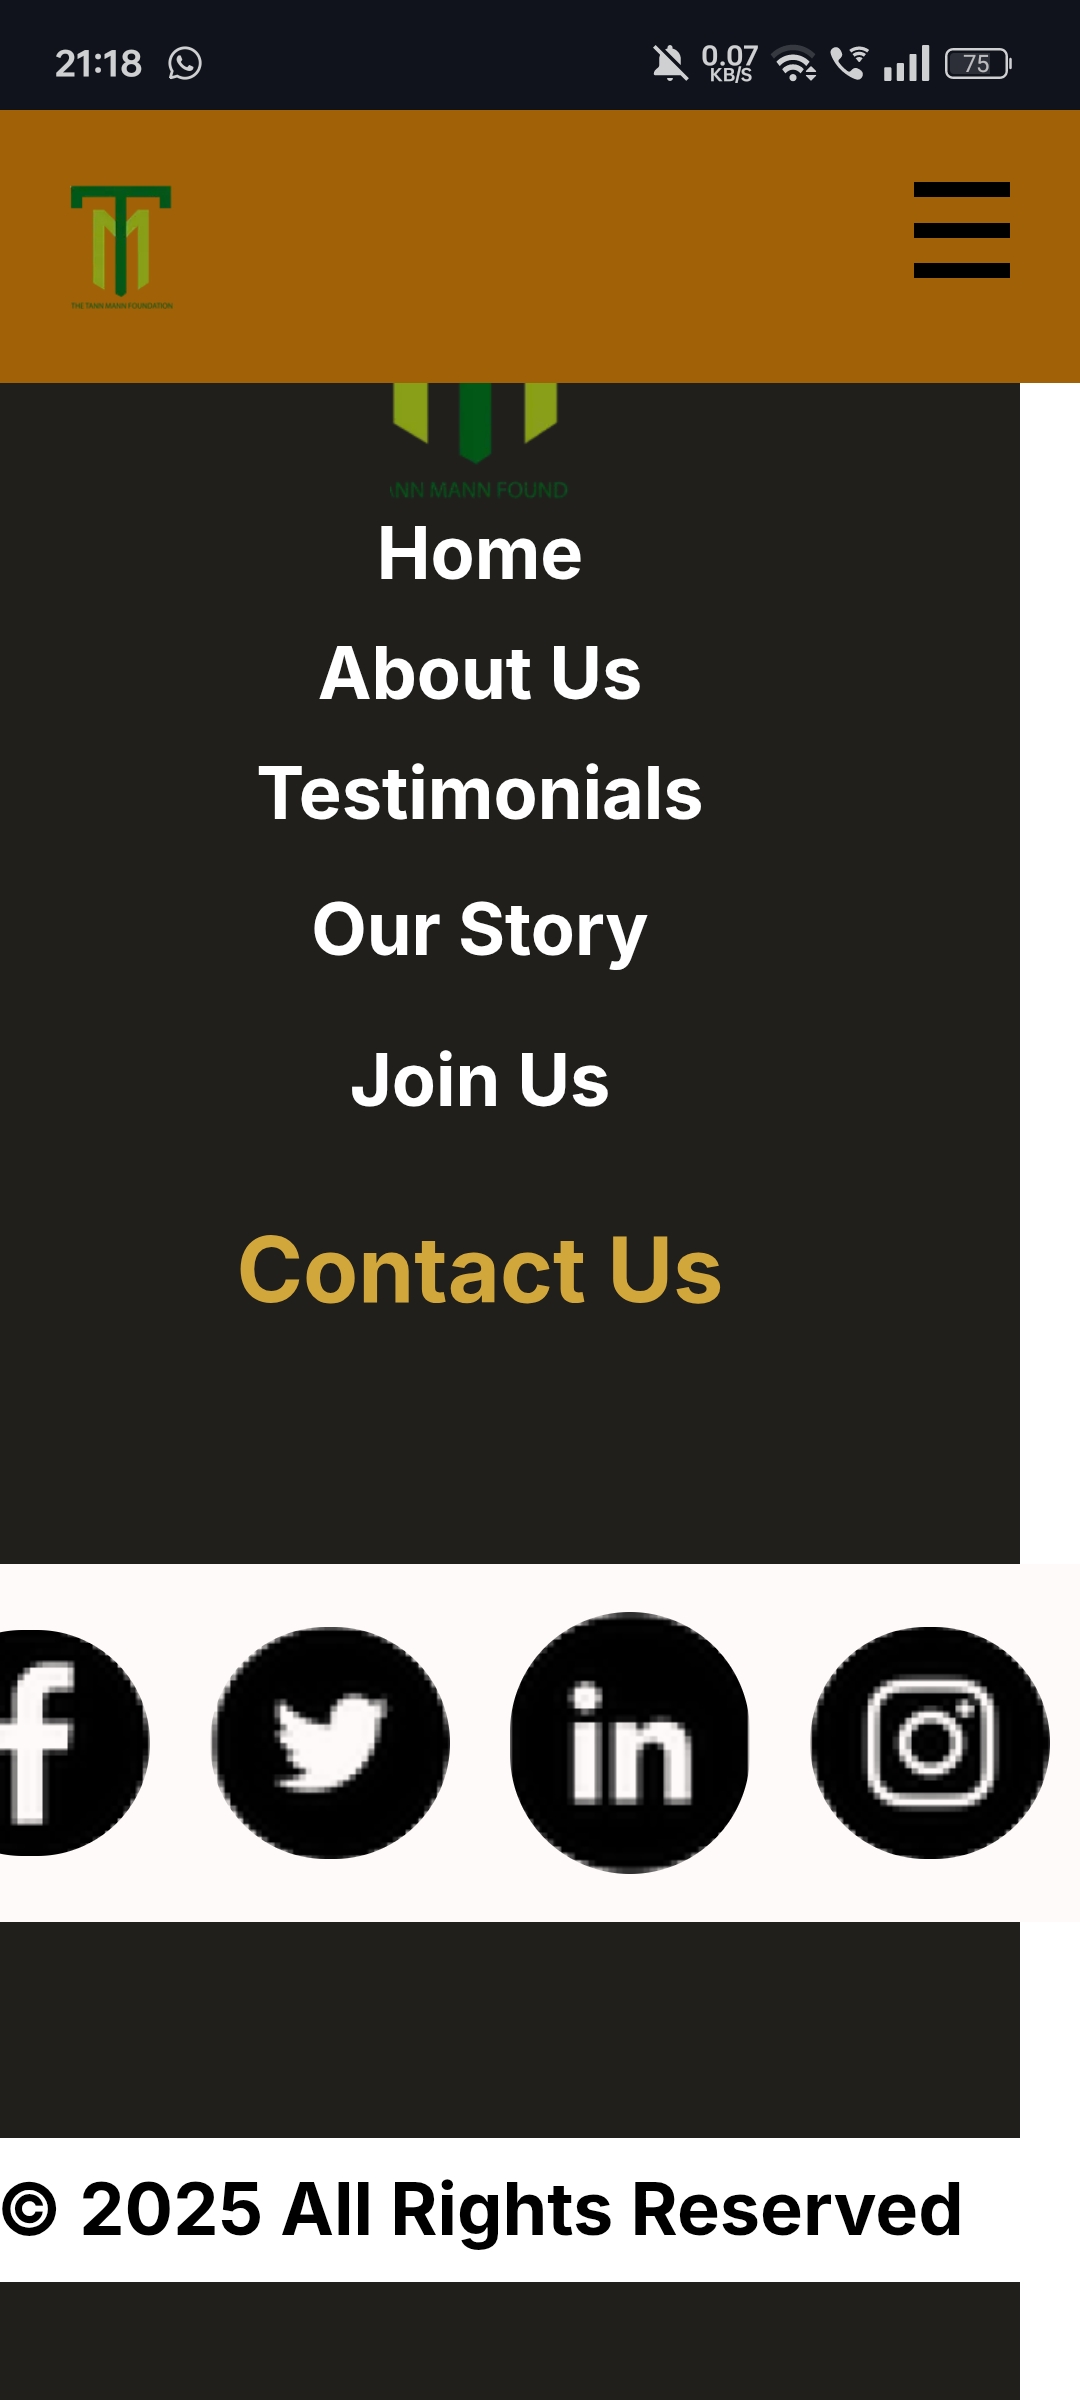 21:18
0.07
KB/S
75
THE TANN MANN FOUNDATION
NN MANN FOUND
Home
About Us
Testimonials
Our Story
Join Us
Contact Us
f
in
© 2025 All Rights Reserved